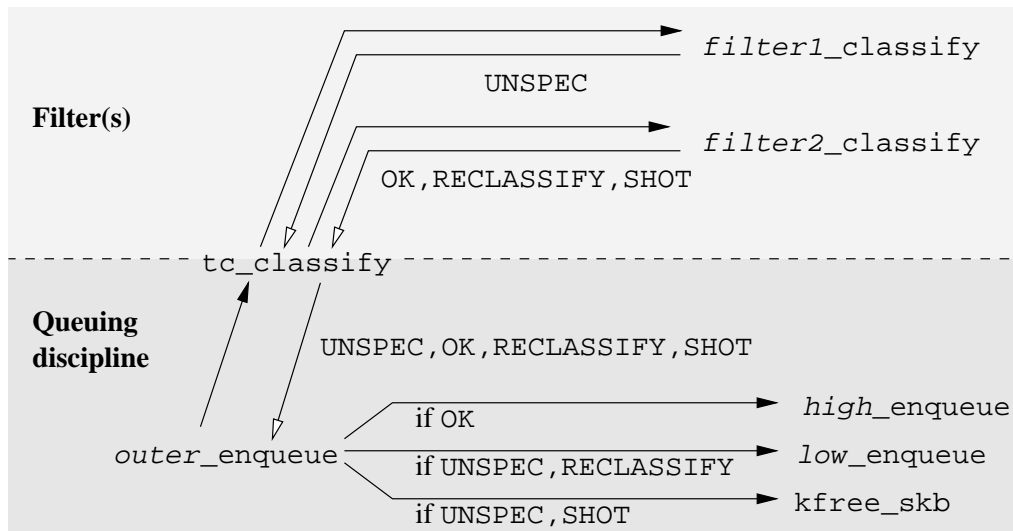 filter1_classify
UNSPEC
Filter(s)
filter2_classify
OK,RECLASSIFY,SHOT
tc_classify
Queuing
discipline
UNSPEC,OK,RECLASSIFY,SHOT
high_enqueue
if OK
outer_enqueue
low_enqueue
if UNSPEC,RECLASSIFY
kfree_skb
if UNSPEC,SHOT